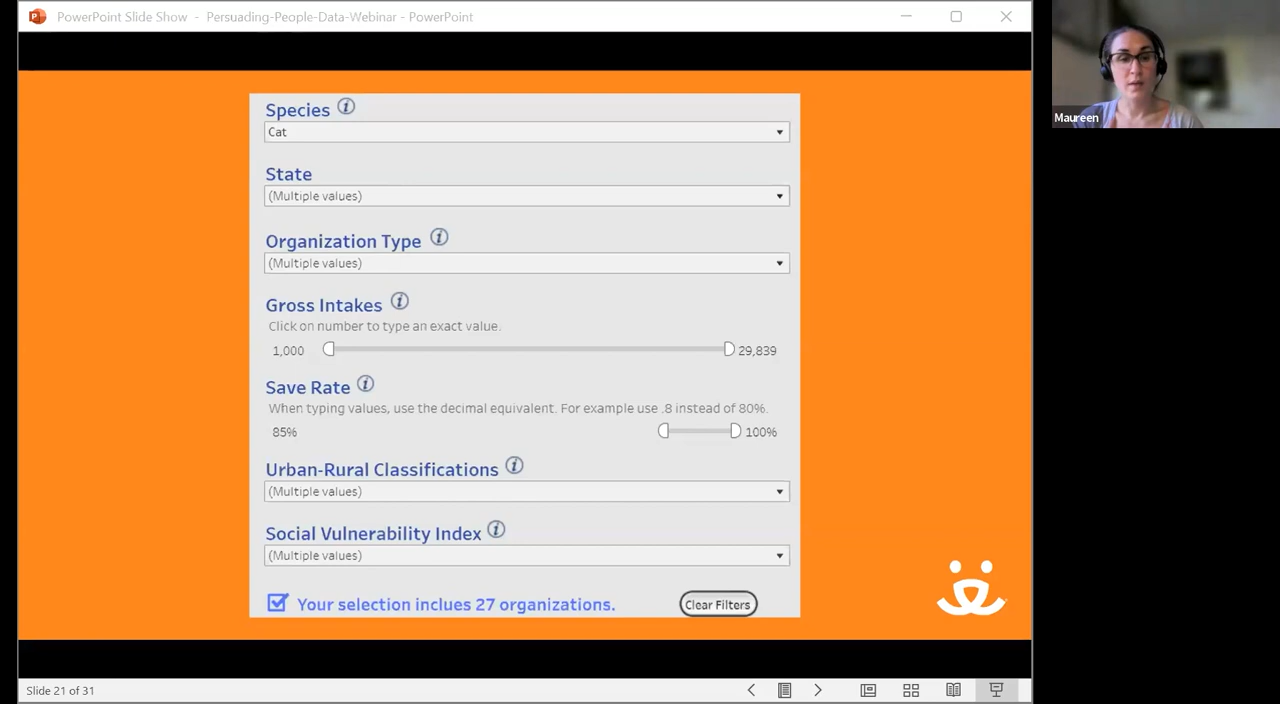 PowerPoint Slide Show - Persuading-People-Data-Webinar - PowerPoint
Species
Cat
State
(Multiple values)
Organization Type
(Multiple values)
Gross Intakes
Click on number to type an exact value.
1,000
29,839
Save Rate
When typing values, use the decimal equivalent. For example use .8 instead of 80%.
85%
100%
Urban-Rural Classifications
(Multiple values)
Social Vulnerability Index
(Multiple values)
Your selection inclues 27 organizations.
Clear Filters
Slide 21 of 31
Maureen